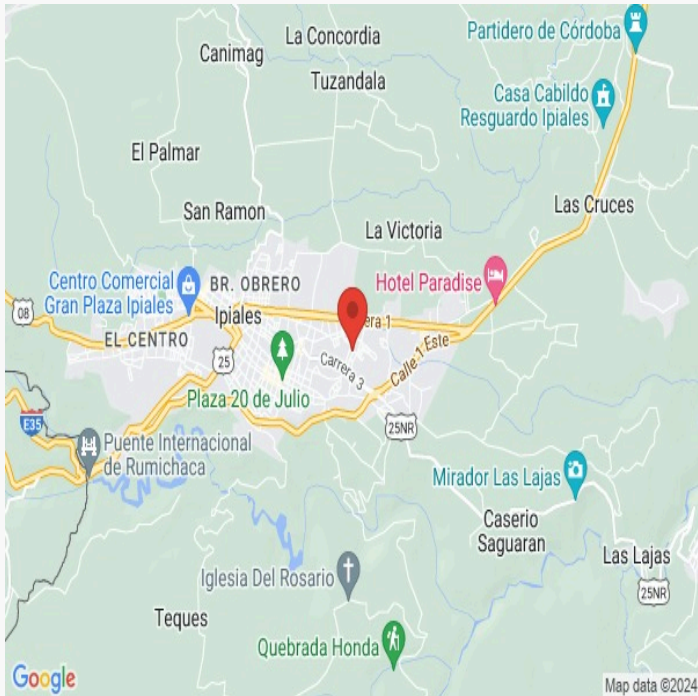 La Concordia
Partidero de Córdoba
Canimag
Tuzandala
Casa Cabildo
Resguardo Ipiales
El Palmar
San Ramon
Las Cruces
La Victoria
Hotel Paradise
Centro Comercial
Gran Plaza Ipiales
BR. OBRERO
08
Ipiales
era 1
EL CENTRO
Calle 1 Este
25
Carrera 3
Plaza 20 de Julio
E35
25NR
Puente Internacional
de Rumichaca
Mirador Las Lajas
Caserio
Saguaran
Las Lajas
Iglesia Del Rosario
25NR
Teques
Quebrada Honda
Google
Map data ©2024